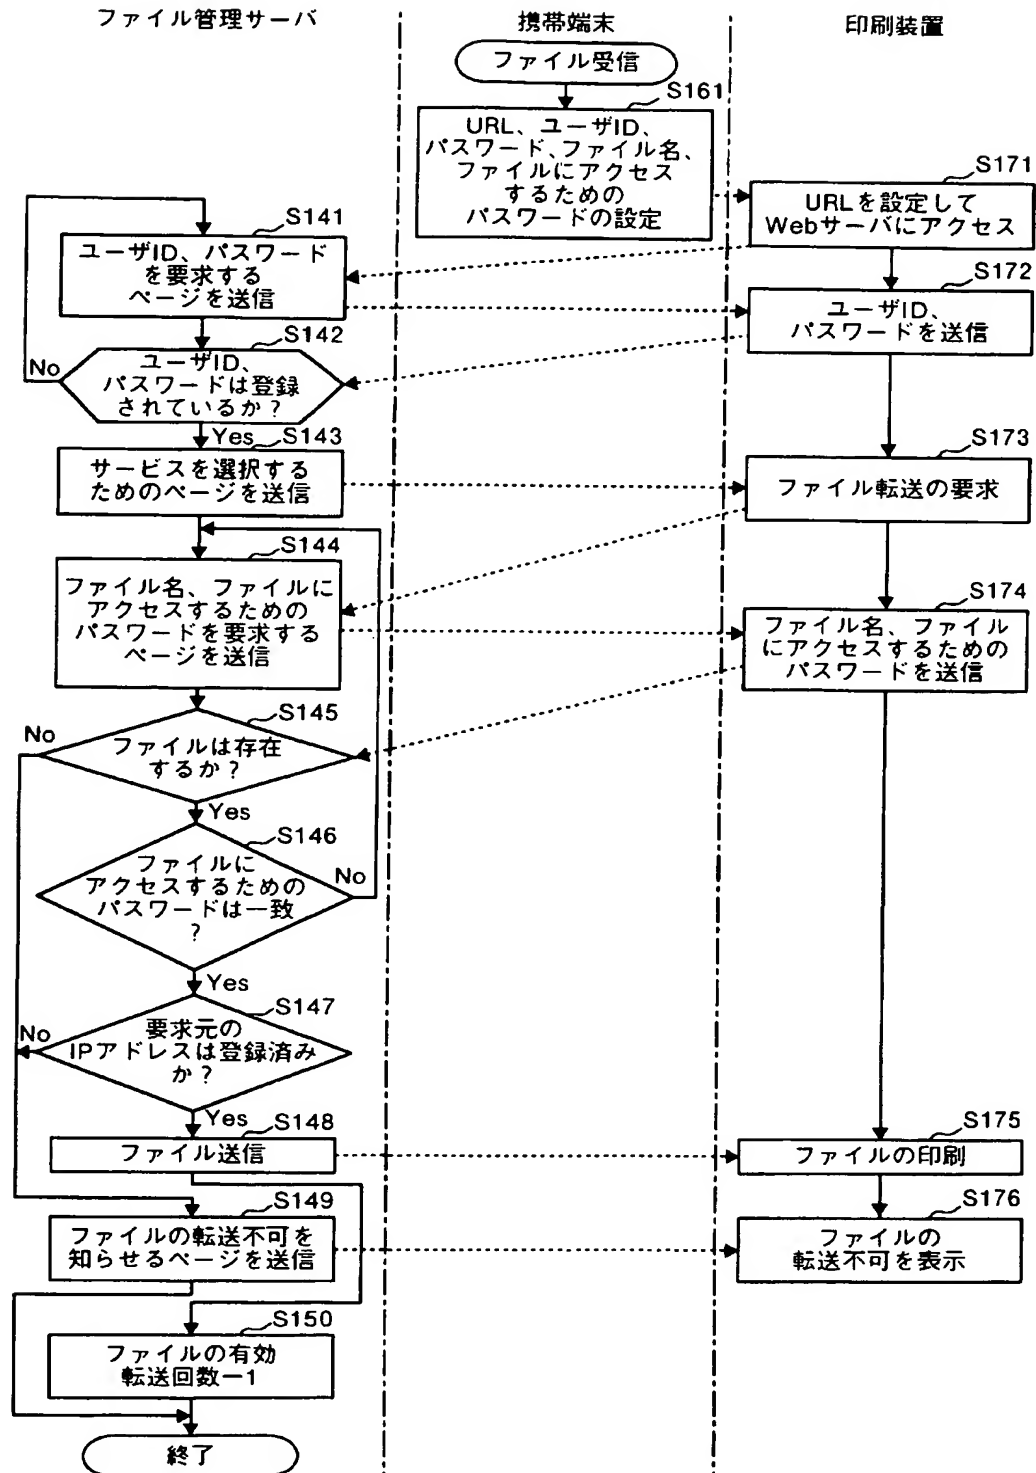 ファイル管理サーバ
携帯端末
印刷装置
ファイル受信
S161
URL、ユーザID、
パスワード、ファイル名、
ファイルにアクセス
するための
パスワードの設定
S171
URLを設定して
Webサーバにアクセス
S141
ユーザID、パスワード
を要求する
ページを送信
S172
ユーザID、
パスワードを送信
S142
ユーザID、
パスワードは登録
されているか？
No
Yes
S143
サービスを選択する
ためのページを送信
S173
ファイル転送の要求
S144
ファイル名、ファイルに
アクセスするための
パスワードを要求する
ページを送信
S174
ファイル名、ファイル
にアクセスするための
パスワードを送信
S145
ファイルは存在
するか？
No
Yes
S146
ファイルに
アクセスするための
パスワードは一致
？
No
Yes
S147
要求元の
IPアドレスは登録済み
か？
No
Yes
S148
ファイル送信
S175
ファイルの印刷
S149
ファイルの転送不可を
知らせるページを送信
S176
ファイルの
転送不可を表示
S150
ファイルの有効
転送回数－1
終了